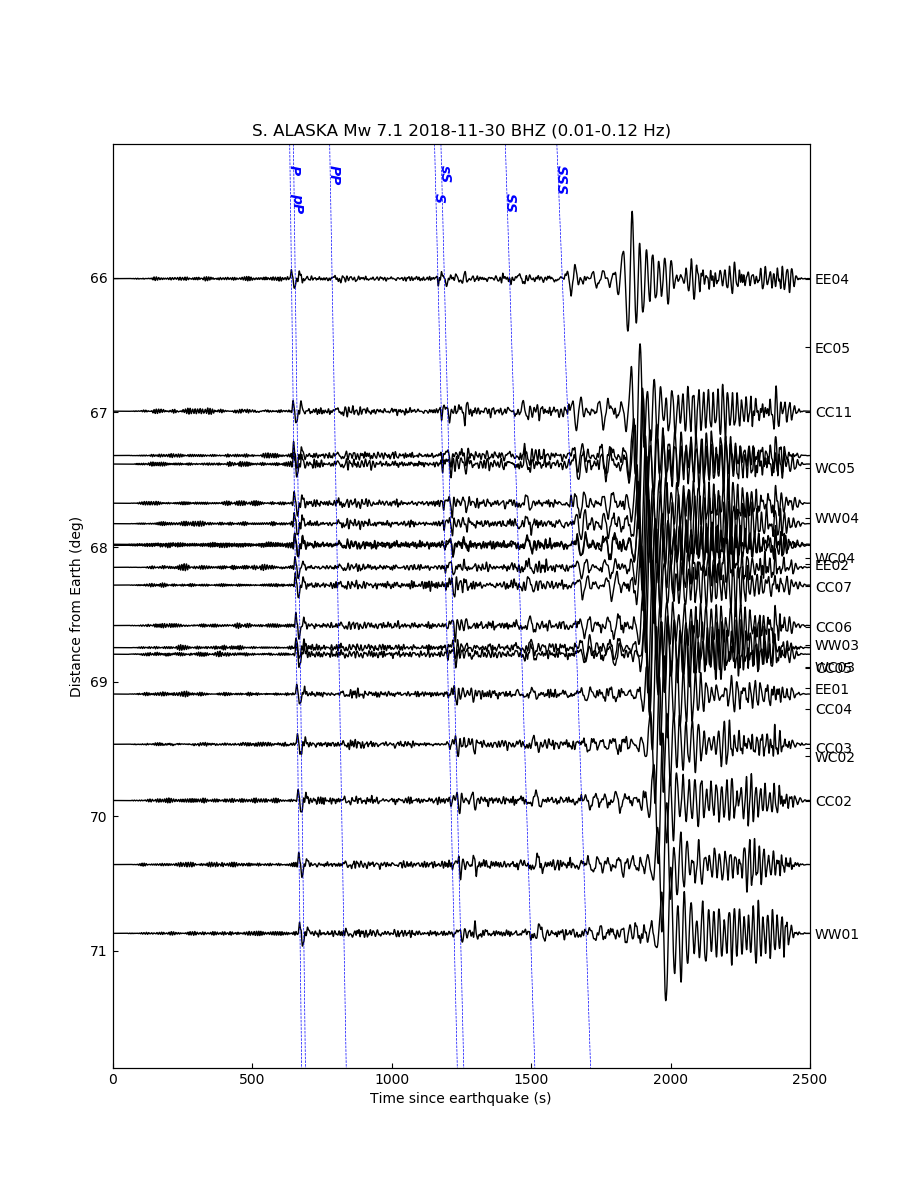 S. ALASKA Mw 7.1 2018-11-30 BHZ (0.01-0.12 Hz)
P
pP
PP
sS
S
SS
SSS
66
67
68
69
70
71
Distance from Earth (deg)
EE04
EC05
CC11
WC05
WW04
WC04
EE02
CC07
CC06
WW03
WC03
CC05
EE01
CC04
CC03
WC02
CC02
WW01
0
500
1000
1500
2000
2500
Time since earthquake (s)